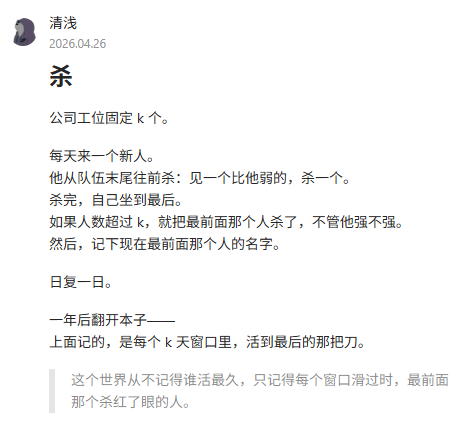 清浅
2026.04.26
杀
公司工位固定 k 个。
每天来一个新人。
他从队伍末尾往前杀：见一个比他弱的，杀一个。
杀完，自己坐到最后。
如果人数超过 k，就把最前面那个人杀了，不管他强不强。
然后，记下现在最前面那个人的名字。
日复一日。
一年后翻开本子——
上面记的，是每个 k 天窗口里，活到最后的那把刀。
这个世界从不记得谁活最久，只记得每个窗口滑过时，最前面
那个杀红了眼的人。